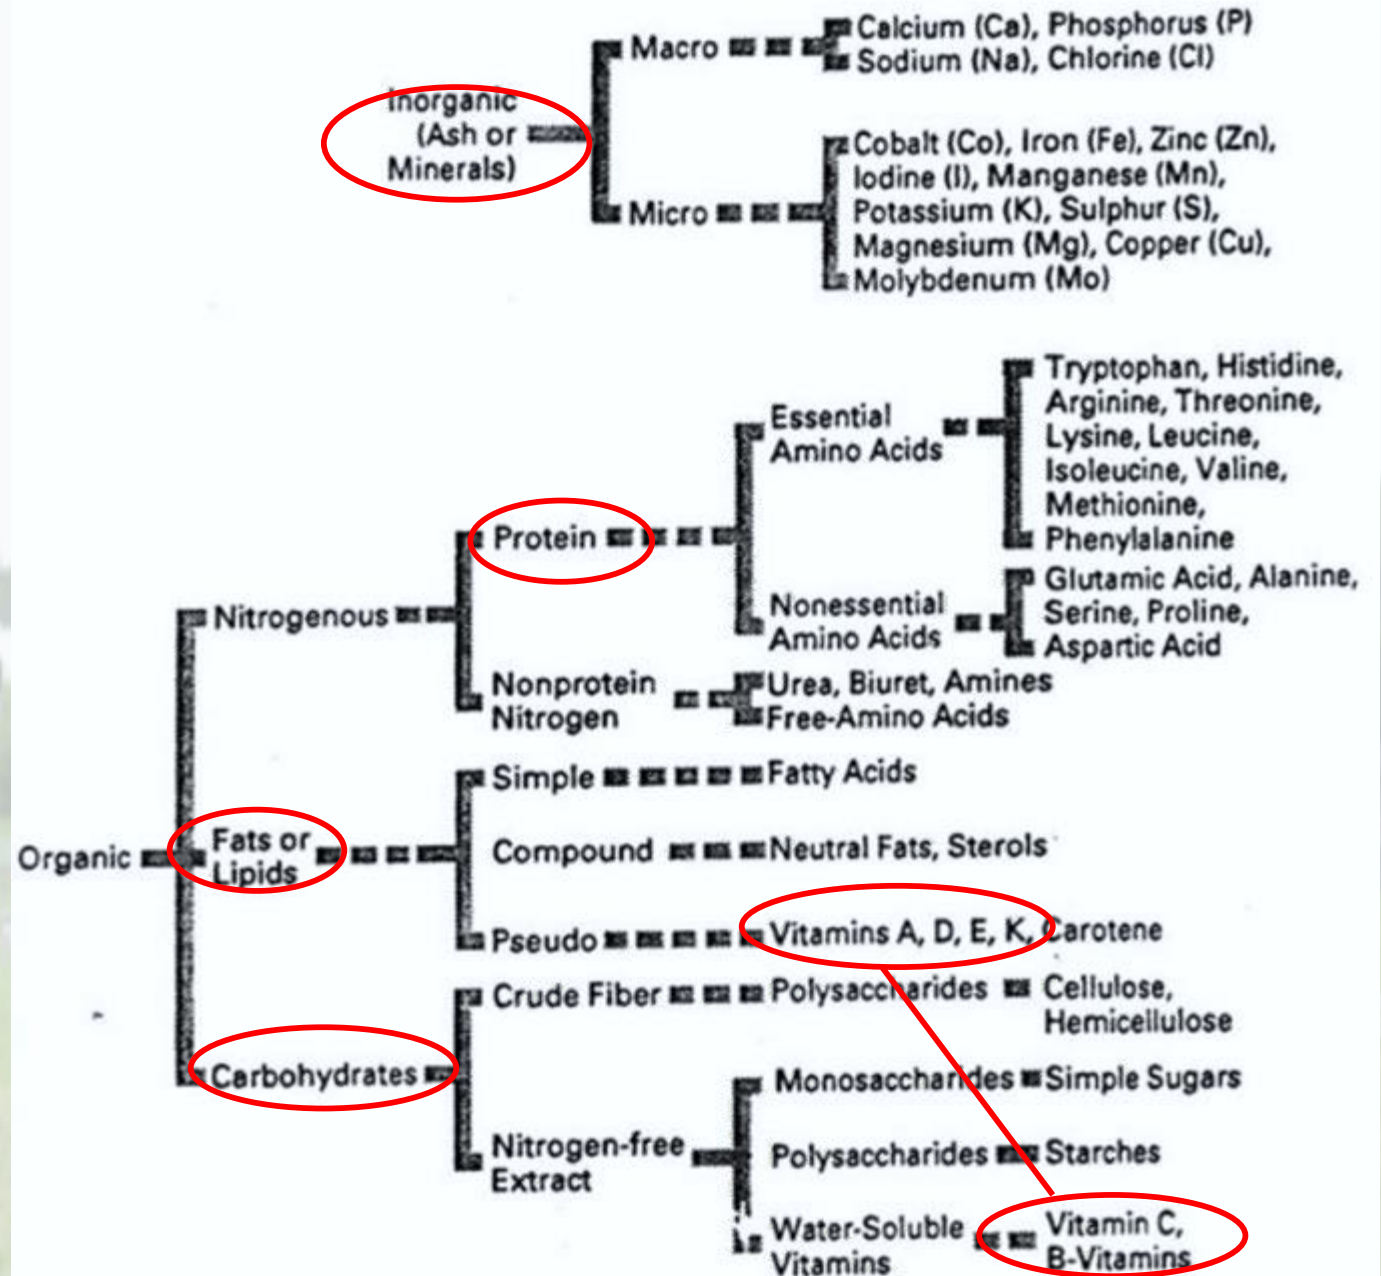 Inorganic
(Ash or
Minerals)
Macro
Calcium (Ca), Phosphorus (P)
Sodium (Na), Chlorine (Cl)
Micro
Cobalt (Co), Iron (Fe), Zinc (Zn),
Iodine (I), Manganese (Mn),
Potassium (K), Sulphur (S),
Magnesium (Mg), Copper (Cu),
Molybdenum (Mo)
Organic
Nitrogenous
Protein
Essential
Amino Acids
Tryptophan, Histidine,
Arginine, Threonine,
Lysine, Leucine,
Isoleucine, Valine,
Methionine,
Phenylalanine
Nonessential
Amino Acids
Glutamic Acid, Alanine,
Serine, Proline,
Aspartic Acid
Nonprotein
Nitrogen
Urea, Biuret, Amines
Free-Amino Acids
Fats or
Lipids
Simple
Fatty Acids
Compound
Neutral Fats, Sterols
Pseudo
Vitamins A, D, E, K, Carotene
Carbohydrates
Crude Fiber
Polysaccharides
Cellulose,
Hemicellulose
Nitrogen-free
Extract
Monosaccharides
Simple Sugars
Polysaccharides
Starches
Water-Soluble
Vitamins
Vitamin C,
B-Vitamins